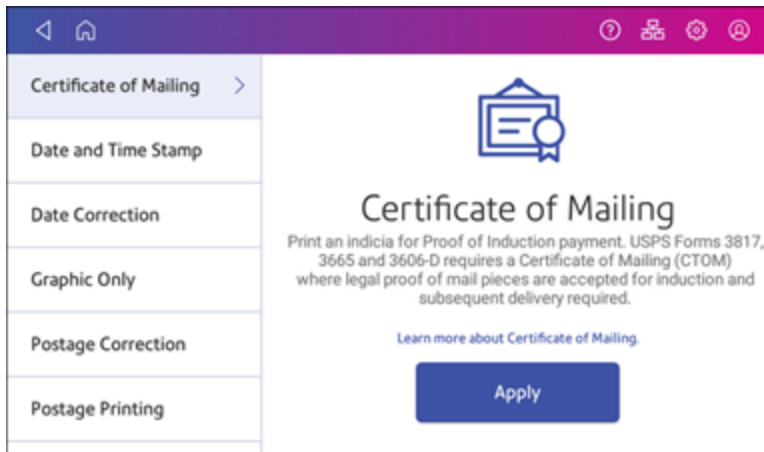 Certificate of Mailing
Date and Time Stamp
Date Correction
Graphic Only
Postage Correction
Postage Printing
Certificate of Mailing
Print an indicia for Proof of Induction payment. USPS Forms 3817,
3665 and 3606-D requires a Certificate of Mailing (CTOM)
where legal proof of mail pieces are accepted for induction and
subsequent delivery required.
Learn more about Certificate of Mailing.
Apply